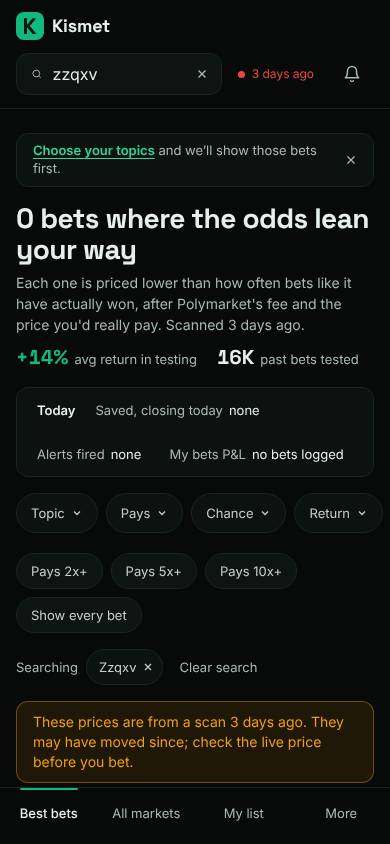 K Kismet
zzqxv ✕ 3 days ago
Choose your topics and we'll show those bets
first. ✕
0 bets where the odds lean
your way
Each one is priced lower than how often bets like it
have actually won, after Polymarket's fee and the
price you'd really pay. Scanned 3 days ago.
+14% avg return in testing 16K past bets tested
Today Saved, closing today none
Alerts fired none My bets P&L no bets logged
Topic Pays Chance Return
Pays 2x+ Pays 5x+ Pays 10x+
Show every bet
Searching Zzqxv ✕ Clear search
These prices are from a scan 3 days ago. They
may have moved since; check the live price
before you bet.
Best bets All markets My list More